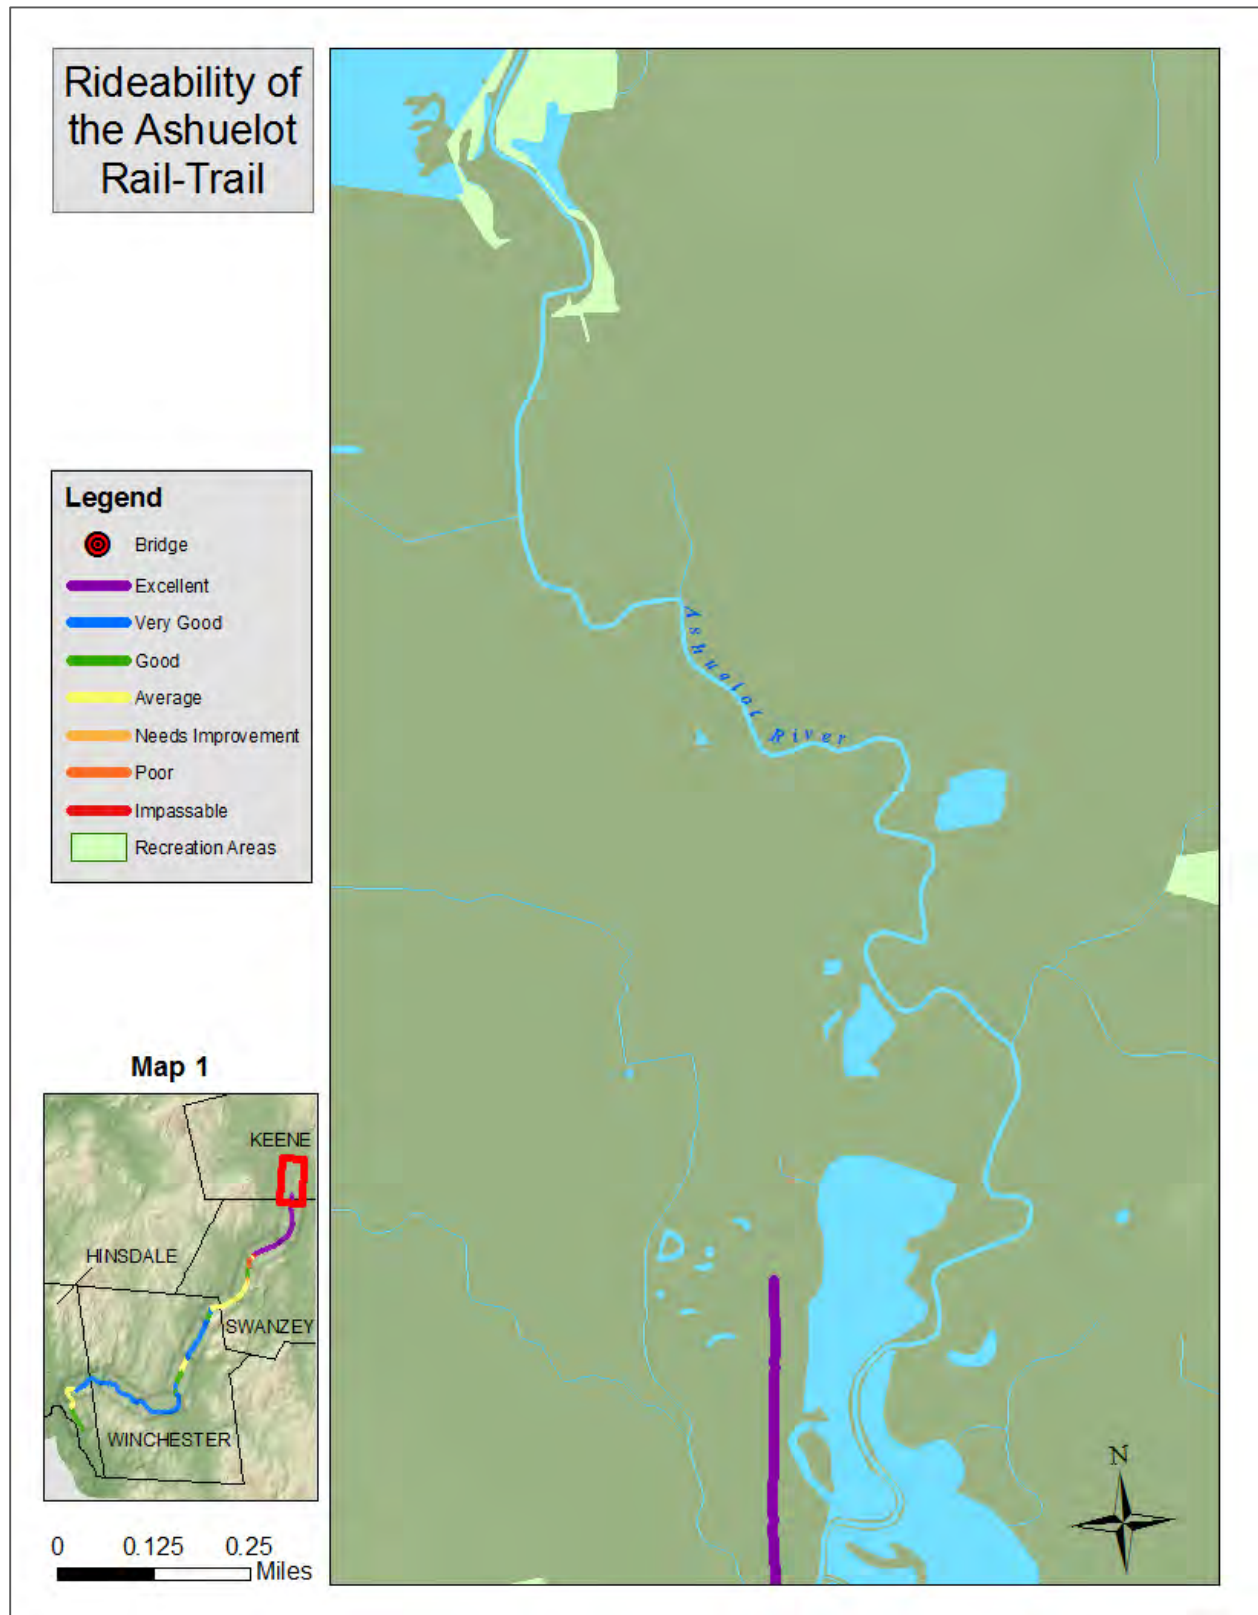 Rideability of
the Ashuelot
Rail-Trail
Legend
Bridge
Excellent
Very Good
Good
Average
Needs Improvement
Poor
Impassable
Recreation Areas
Ashuelot River
Map 1
KEENE
HINSDALE
SWANZEY
WINCHESTER
0 0.125 0.25
Miles
N